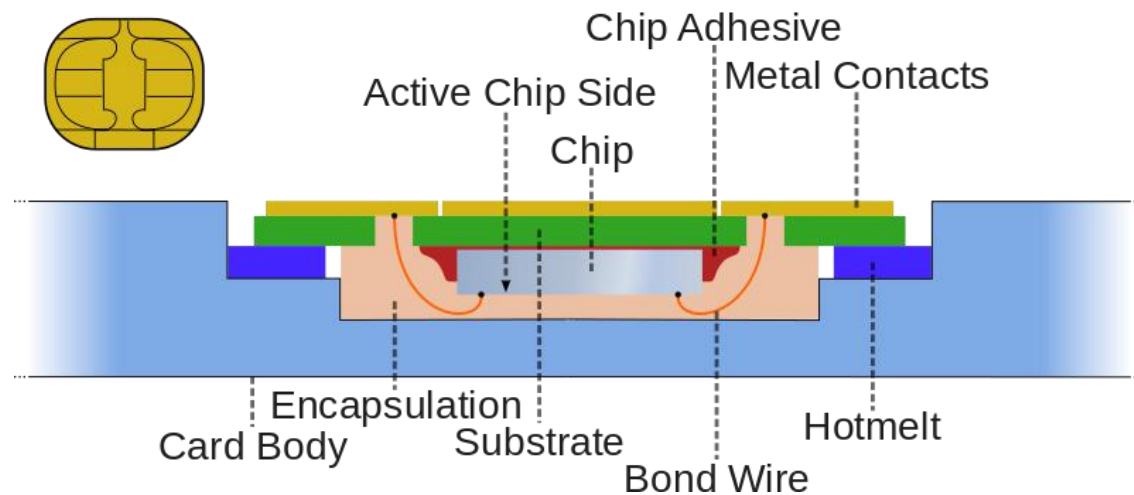 Chip Adhesive
Metal Contacts
Active Chip Side
Chip
Encapsulation
Hotmelt
Card Body
Substrate
Bond Wire